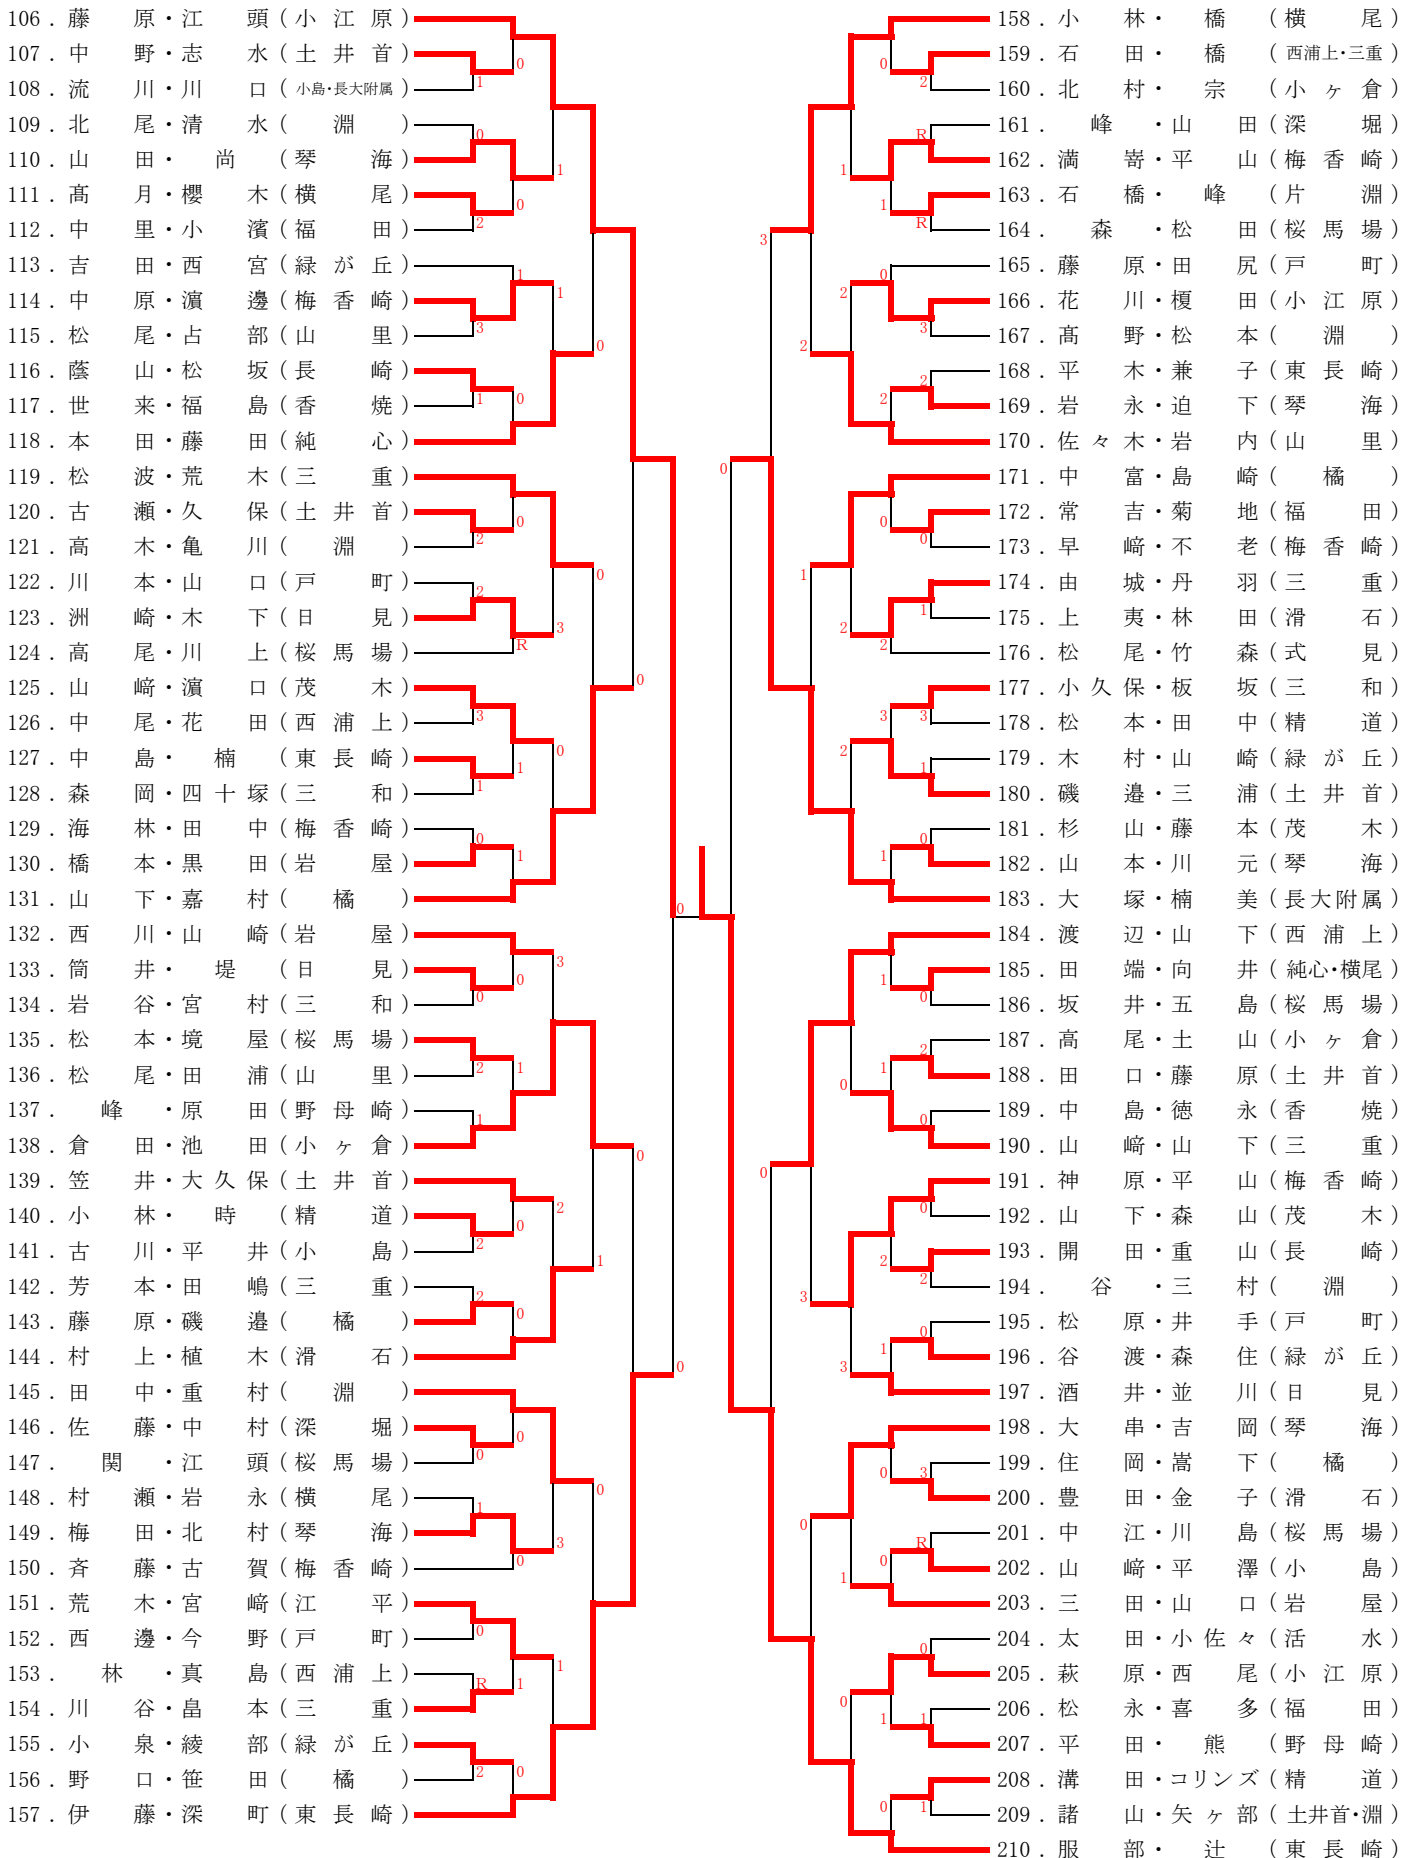 106．藤　原・江　頭（小江原）
107．中　野・志　水（土井首）
108．流　川・川　口（小島・長大附属）
109．北　尾・清　水（　淵　）
110．山　田・　尚　（琴　海）
111．髙　月・櫻　木（横　尾）
112．中　里・小　濱（福　田）
113．吉　田・西　宮（緑が丘）
114．中　原・濵　邊（梅香崎）
115．松　尾・占　部（山　里）
116．蔭　山・松　坂（長　崎）
117．世　来・福　島（香　焼）
118．本　田・藤　田（純　心）
119．松　波・荒　木（三　重）
120．古　瀬・久　保（土井首）
121．高　木・亀　川（　淵　）
122．川　本・山　口（戸　町）
123．洲　崎・木　下（日　見）
124．高　尾・川　上（桜馬場）
125．山　﨑・濵　口（茂　木）
126．中　尾・花　田（西浦上）
127．中　島・　楠　（東長崎）
128．森　岡・四十塚（三　和）
129．海　林・田　中（梅香崎）
130．橋　本・黒　田（岩　屋）
131．山　下・嘉　村（　橘　）
132．西　川・山　崎（岩　屋）
133．筒　井・　堤　（日　見）
134．岩　谷・宮　村（三　和）
135．松　本・境　屋（桜馬場）
136．松　尾・田　浦（山　里）
137．　峰　・原　田（野母崎）
138．倉　田・池　田（小ヶ倉）
139．笠　井・大久保（土井首）
140．小　林・　時　（精　道）
141．古　川・平　井（小　島）
142．芳　本・田　嶋（三　重）
143．藤　原・磯　邉（　橘　）
144．村　上・植　木（滑　石）
145．田　中・重　村（　淵　）
146．佐　藤・中　村（深　堀）
147．　関　・江　頭（桜馬場）
148．村　瀬・岩　永（横　尾）
149．梅　田・北　村（琴　海）
150．斉　藤・古　賀（梅香崎）
151．荒　木・宮　﨑（江　平）
152．西　邊・今　野（戸　町）
153．　林　・真　島（西浦上）
154．川　谷・畠　本（三　重）
155．小　泉・綾　部（緑が丘）
156．野　口・笹　田（　橘　）
157．伊　藤・深　町（東長崎）
158．小　林・　橋　（横　尾）
159．石　田・　橋　（西浦上・三重）
160．北　村・　宗　（小ヶ倉）
161．　峰　・山　田（深　堀）
162．満　嵜・平　山（梅香崎）
163．石　橋・　峰　（片　淵）
164．　森　・松　田（桜馬場）
165．藤　原・田　尻（戸　町）
166．花　川・榎　田（小江原）
167．髙　野・松　本（　淵　）
168．平　木・兼　子（東長崎）
169．岩　永・迫　下（琴　海）
170．佐々木・岩　内（山　里）
171．中　富・島　崎（　橘　）
172．常　吉・菊　地（福　田）
173．早　﨑・不　老（梅香崎）
174．由　城・丹　羽（三　重）
175．上　夷・林　田（滑　石）
176．松　尾・竹　森（式　見）
177．小久保・板　坂（三　和）
178．松　本・田　中（精　道）
179．木　村・山　崎（緑が丘）
180．磯　邉・三　浦（土井首）
181．杉　山・藤　本（茂　木）
182．山　本・川　元（琴　海）
183．大　塚・楠　美（長大附属）
184．渡　辺・山　下（西浦上）
185．田　端・向　井（純心・横尾）
186．坂　井・五　島（桜馬場）
187．高　尾・土　山（小ヶ倉）
188．田　口・藤　原（土井首）
189．中　島・徳　永（香　焼）
190．山　﨑・山　下（三　重）
191．神　原・平　山（梅香崎）
192．山　下・森　山（茂　木）
193．開　田・重　山（長　崎）
194．　谷　・三　村（　淵　）
195．松　原・井　手（戸　町）
196．谷　渡・森　住（緑が丘）
197．酒　井・並　川（日　見）
198．大　串・吉　岡（琴　海）
199．住　岡・嵩　下（　橘　）
200．豊　田・金　子（滑　石）
201．中　江・川　島（桜馬場）
202．山　﨑・平　澤（小　島）
203．三　田・山　口（岩　屋）
204．太　田・小佐々（活　水）
205．萩　原・西　尾（小江原）
206．松　永・喜　多（福　田）
207．平　田・　熊　（野母崎）
208．溝　田・コリンズ（精　道）
209．諸　山・矢ヶ部（土井首・淵）
210．服　部・　辻　（東長崎）